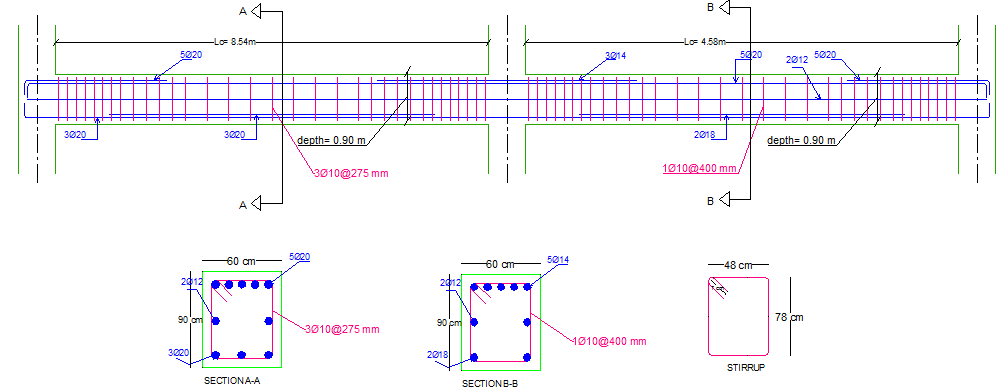 A
B
Lc= 8.54m
Lc= 4.58m
5Ø20
3Ø14
5Ø20
5Ø20
2Ø12
3Ø20
3Ø20
depth= 0.90 m
2Ø18
depth= 0.90 m
3Ø10@275 mm
1Ø10@400 mm
A
B
60 cm
5Ø20
2Ø12
90 cm
3Ø10@275 mm
3Ø20
SECTION A-A
60 cm
5Ø14
2Ø12
90 cm
1Ø10@400 mm
2Ø18
SECTION B-B
48 cm
78 cm
STIRRUP